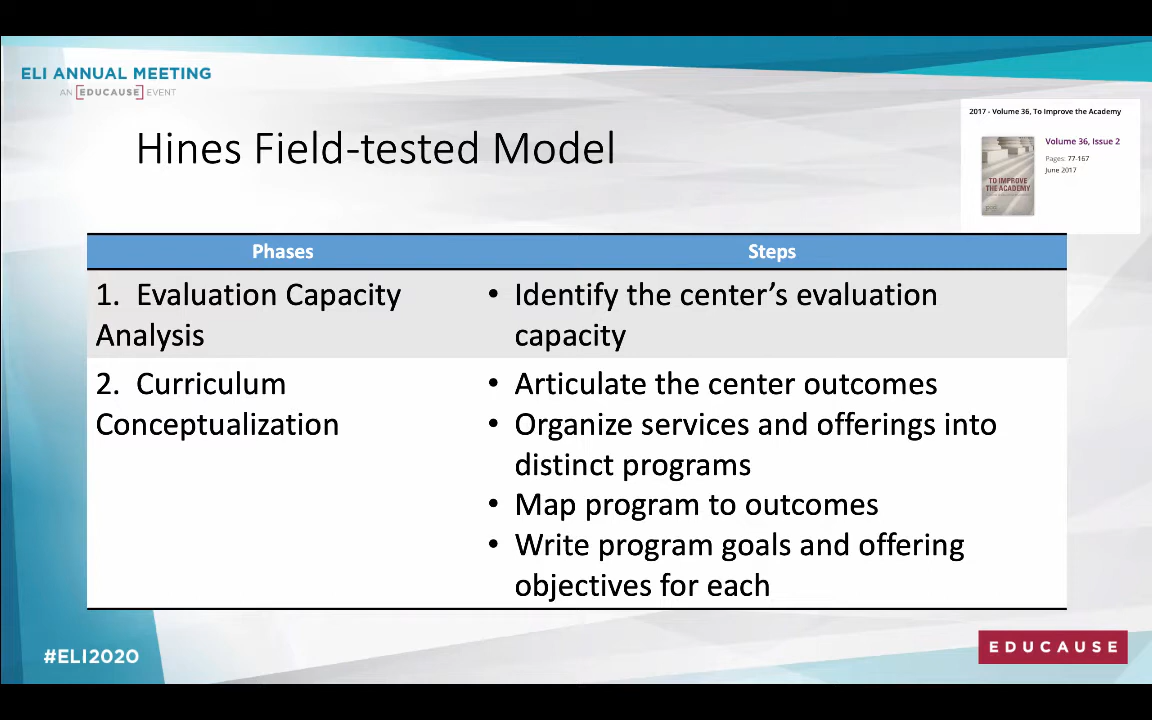 ELI ANNUAL MEETING
AN [EDUCAUSE] EVENT
Hines Field-tested Model
2017 - Volume 36, To Improve the Academy
Volume 36, Issue 2
Pages: 77-167
June 2017
TO IMPROVE
THE ACADEMY
Phases
Steps
1. Evaluation Capacity
Analysis
• Identify the center’s evaluation
capacity
2. Curriculum
Conceptualization
• Articulate the center outcomes
• Organize services and offerings into
distinct programs
• Map program to outcomes
• Write program goals and offering
objectives for each
#ELI2020
EDUCAUSE